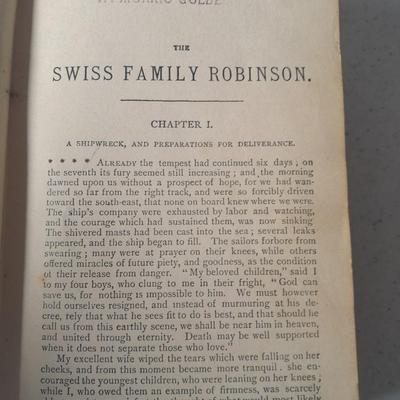 THE
SWISS FAMILY ROBINSON.
CHAPTER I.
A SHIPWRECK, AND PREPARATIONS FOR DELIVERANCE.
* * * * ALREADY the tempest had continued six days; on
the seventh its fury seemed still increasing; and the morning
dawned upon us without a prospect of hope, for we had wan-
dered so far from the right track, and were so forcibly driven
toward the south-east, that none on board knew where we were.
The ship's company were exhausted by labor and watching,
and the courage which had sustained them, was now sinking.
The shivered masts had been cast into the sea; several leaks
appeared, and the ship began to fill. The sailors forbore from
swearing; many were at prayer on their knees, while others
offered miracles of future piety, and goodness, as the condition
of their release from danger. "My beloved children," said I
to my four boys, who clung to me in their fright, "God can
save us, for nothing is impossible to him. We must however
hold ourselves resigned, and instead of murmuring at his de-
cree, rely that what he sees fit to do is best, and that should he
call us from this earthly scene, we shall be near him in heaven,
and united through eternity. Death may be well supported
when it does not separate those who love."
My excellent wife wiped the tears which were falling on her
cheeks, and from this moment became more tranquil. she en-
couraged the youngest children, who were leaning on her knees;
while I, who owed them an example of firmness, was scarcely